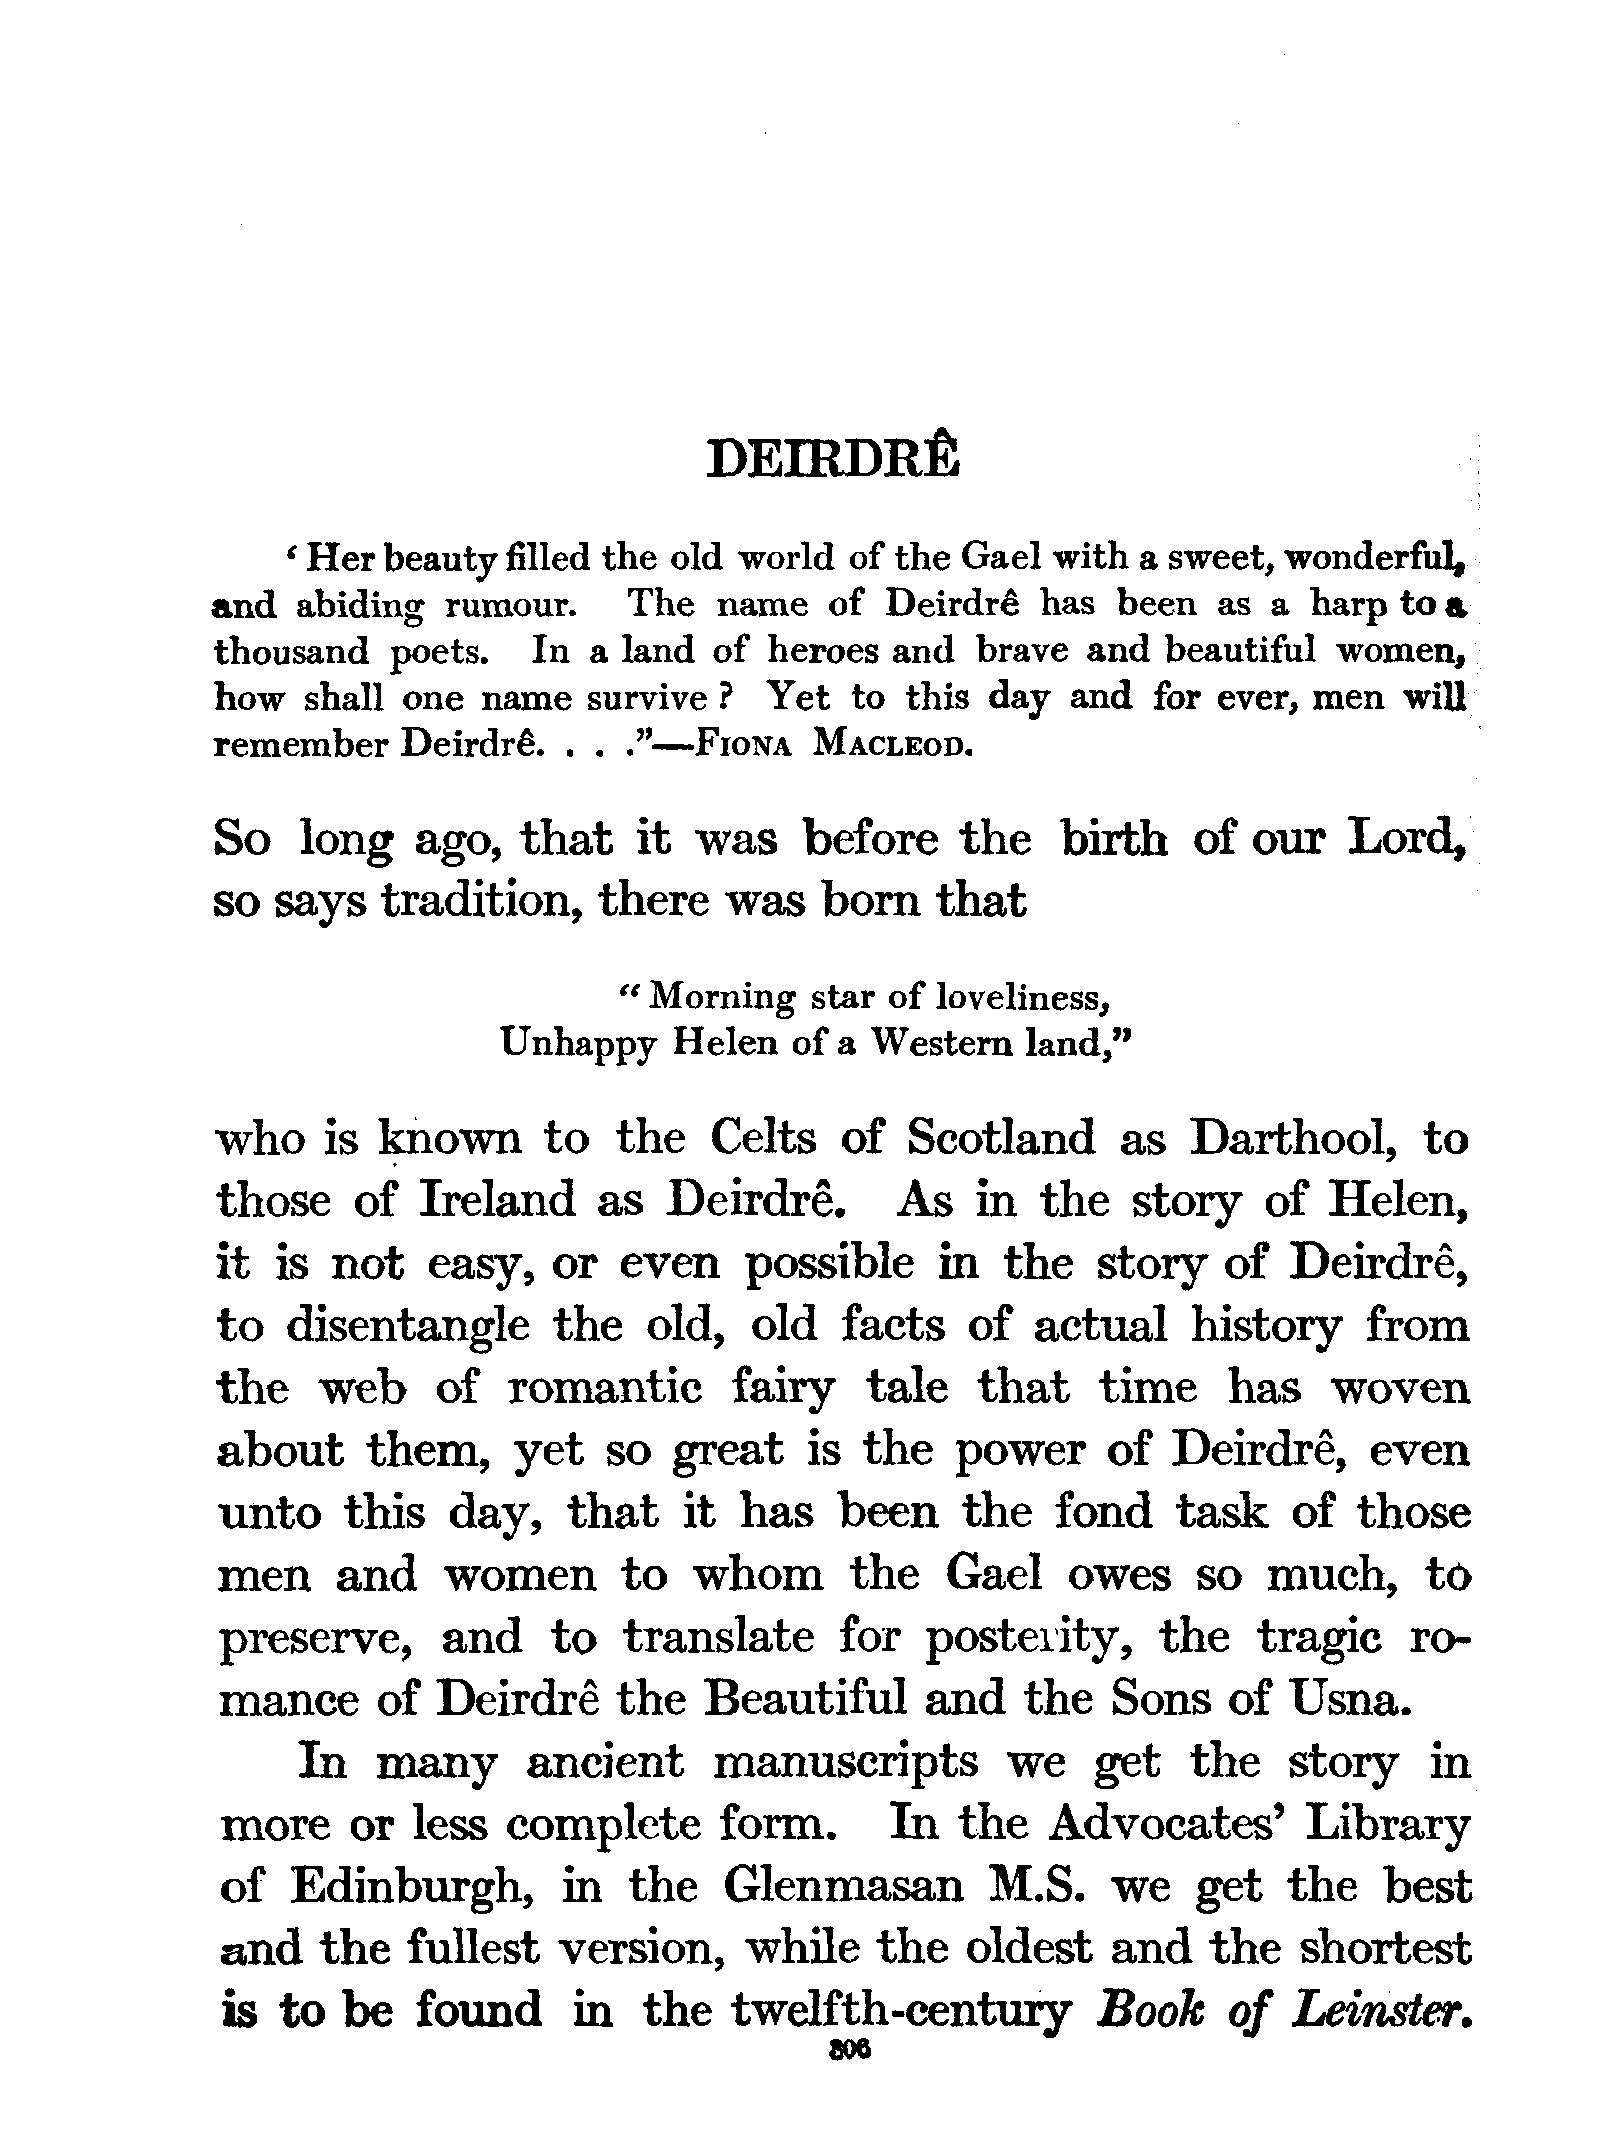 DEIRDRÊ
‘Her beauty filled the old world of the Gael with a sweet, wonderful,
and abiding rumour. The name of Deirdrê has been as a harp to a
thousand poets. In a land of heroes and brave and beautiful women,
how shall one name survive? Yet to this day and for ever, men will
remember Deirdrê. . . .”—FIONA MACLEOD.
So long ago, that it was before the birth of our Lord,
so says tradition, there was born that
“Morning star of loveliness,
Unhappy Helen of a Western land,”
who is known to the Celts of Scotland as Darthool, to
those of Ireland as Deirdrê. As in the story of Helen,
it is not easy, or even possible in the story of Deirdrê,
to disentangle the old, old facts of actual history from
the web of romantic fairy tale that time has woven
about them, yet so great is the power of Deirdrê, even
unto this day, that it has been the fond task of those
men and women to whom the Gael owes so much, to
preserve, and to translate for posterity, the tragic ro-
mance of Deirdrê the Beautiful and the Sons of Usna.
In many ancient manuscripts we get the story in
more or less complete form. In the Advocates’ Library
of Edinburgh, in the Glenmasan M.S. we get the best
and the fullest version, while the oldest and the shortest
is to be found in the twelfth-century Book of Leinster.
306